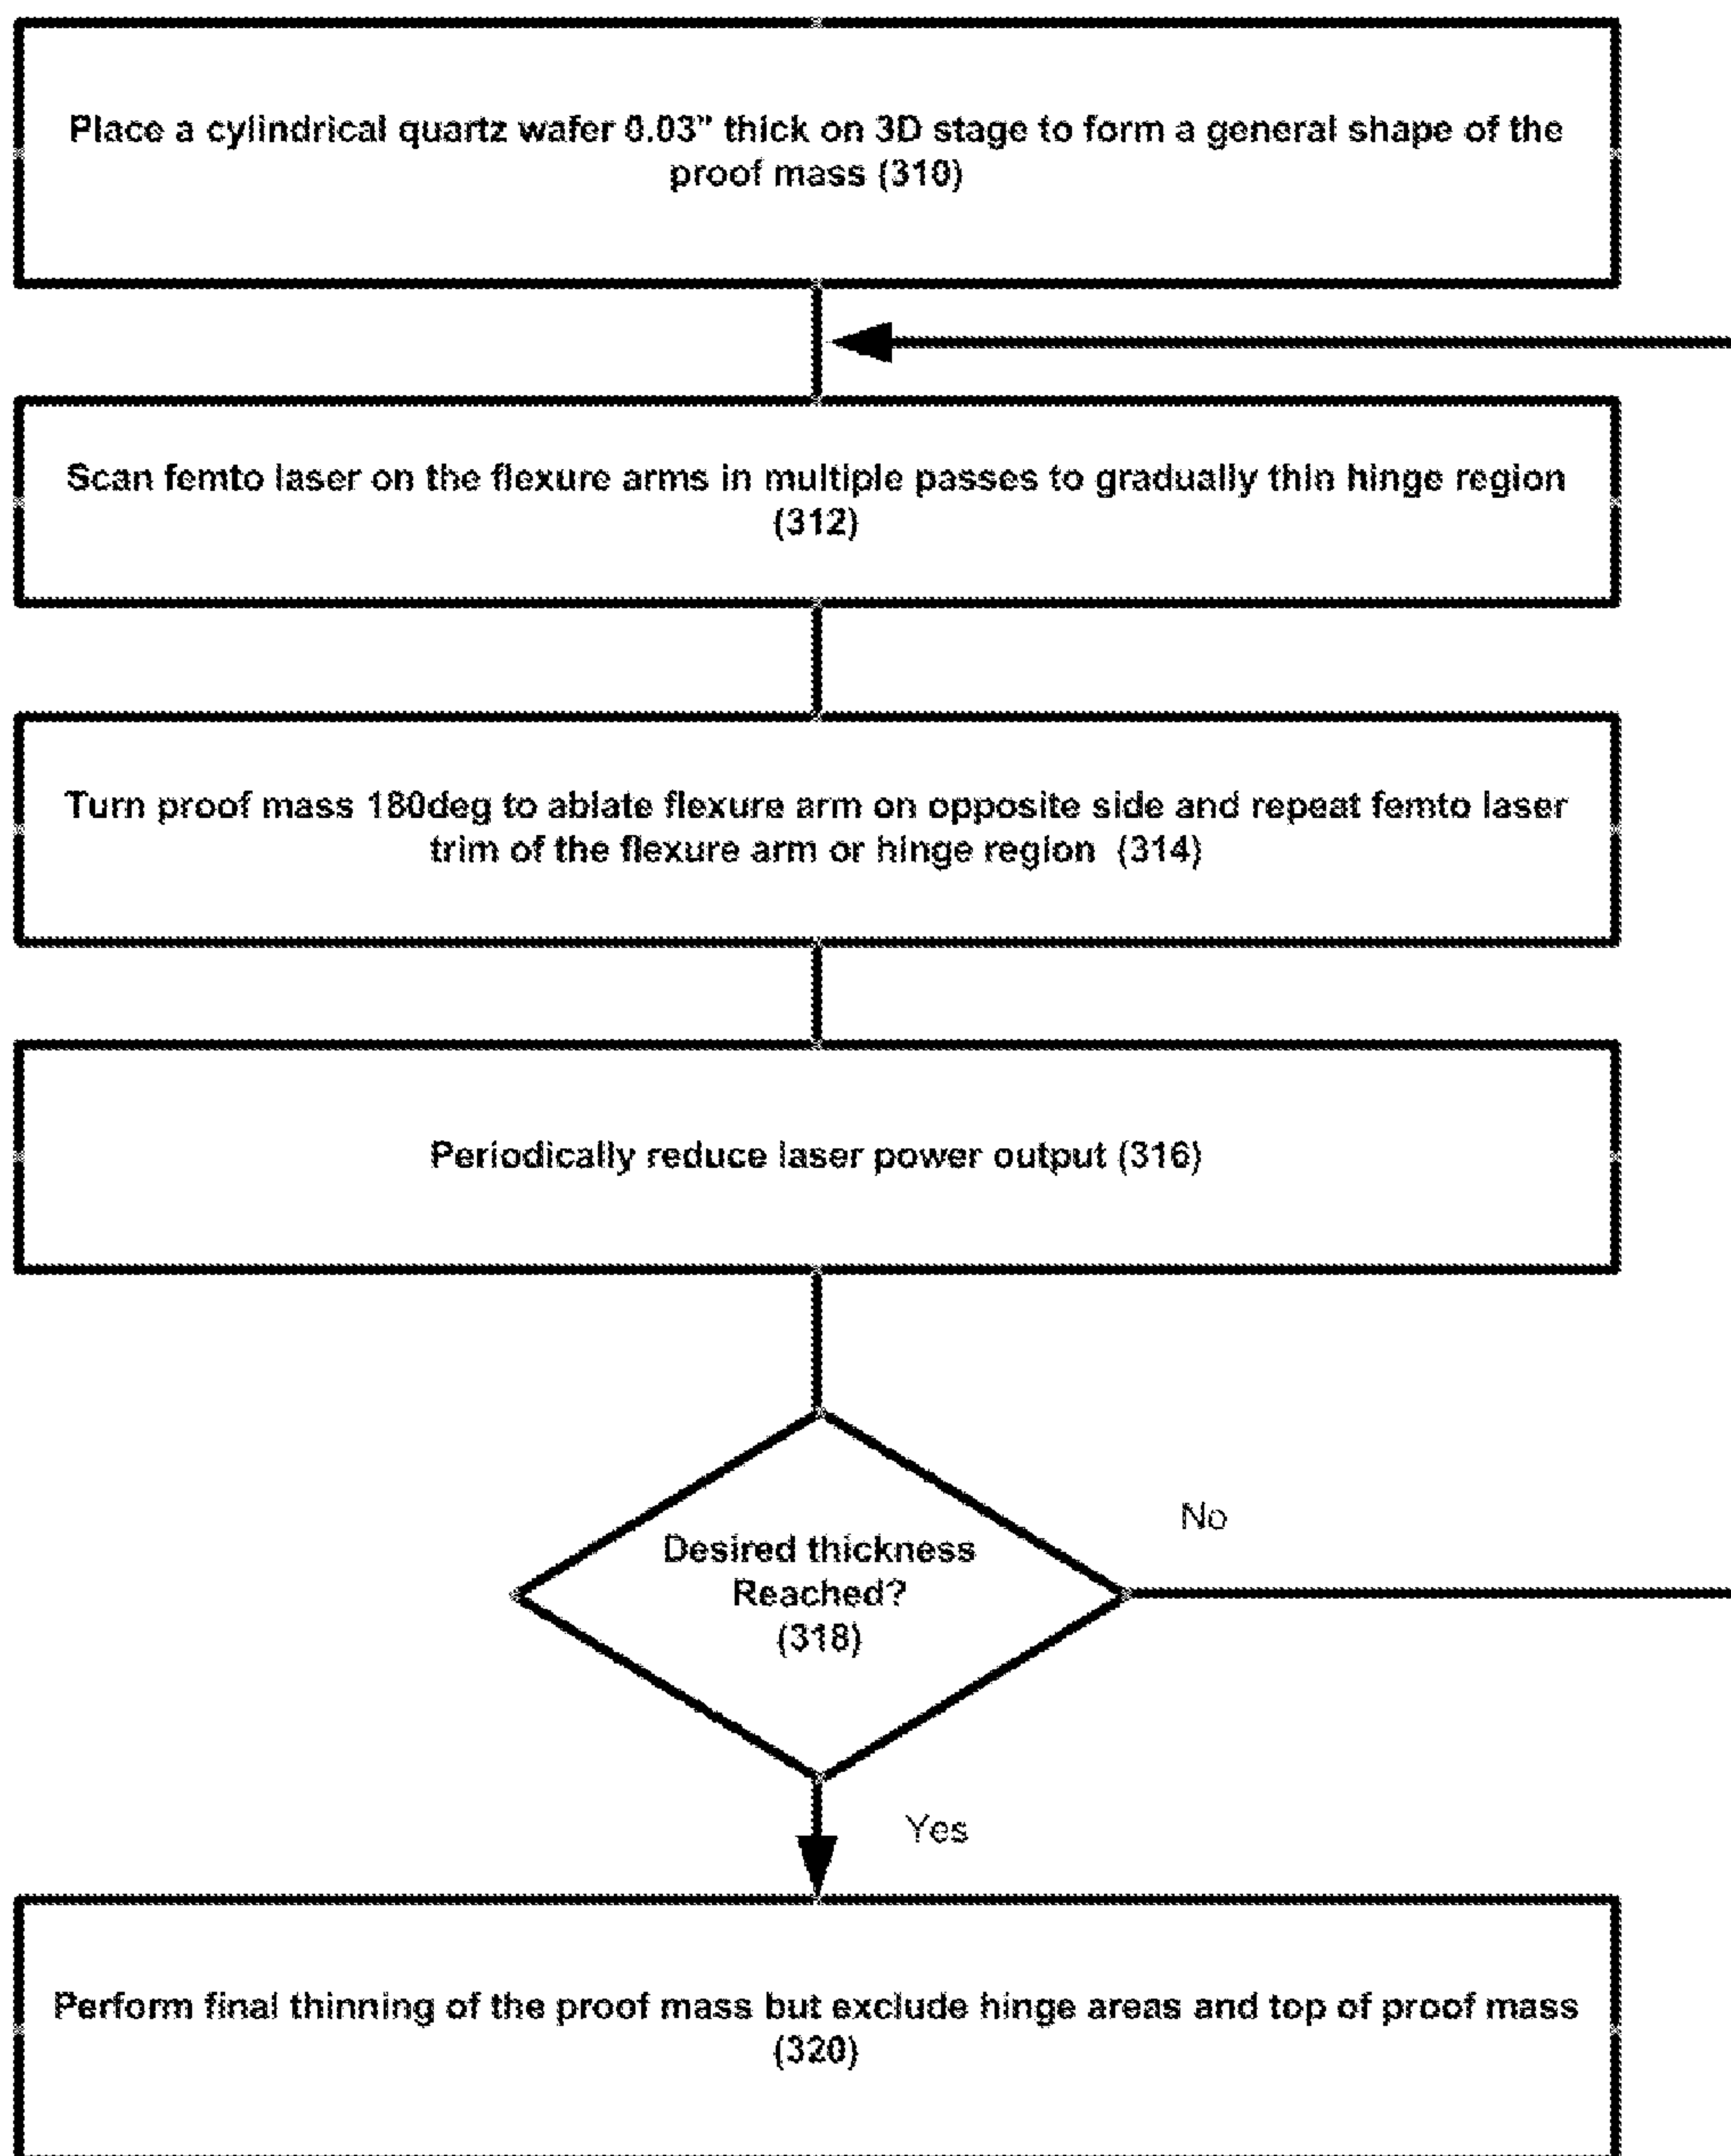 Place a cylindrical quartz wafer 0.03" thick on 3D stage to form a general shape of the
proof mass (310)
Scan femto laser on the flexure arms in multiple passes to gradually thin hinge region
(312)
Turn proof mass 180deg to ablate flexure arm on opposite side and repeat femto laser
trim of the flexure arm or hinge region (314)
Periodically reduce laser power output (316)
Desired thickness
Reached?
(318)
No
Yes
Perform final thinning of the proof mass but exclude hinge areas and top of proof mass
(320)